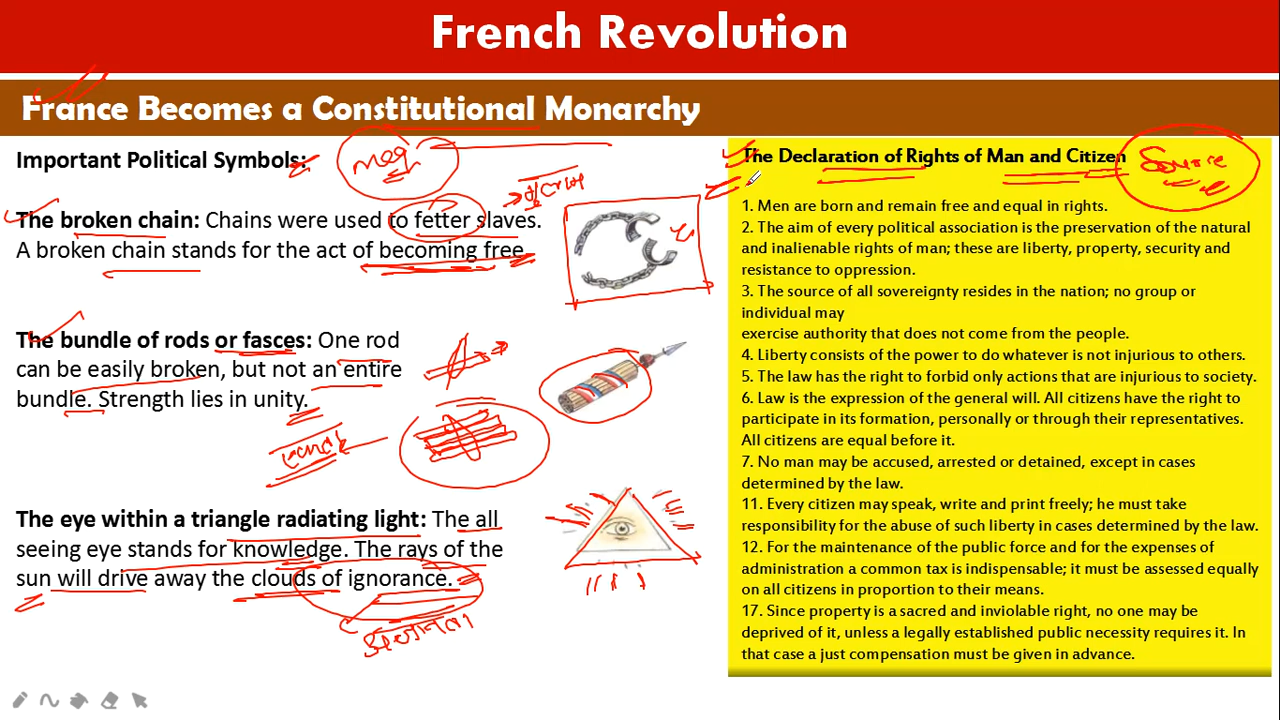 French Revolution
France Becomes a Constitutional Monarchy
Important Political Symbols:
The broken chain: Chains were used to fetter slaves.
A broken chain stands for the act of becoming free.
The bundle of rods or fasces: One rod
can be easily broken, but not an entire
bundle. Strength lies in unity.
The eye within a triangle radiating light: The all
seeing eye stands for knowledge. The rays of the
sun will drive away the clouds of ignorance.
The Declaration of Rights of Man and Citizen
Source
1. Men are born and remain free and equal in rights.
2. The aim of every political association is the preservation of the natural
and inalienable rights of man; these are liberty, property, security and
resistance to oppression.
3. The source of all sovereignty resides in the nation; no group or
individual may
exercise authority that does not come from the people.
4. Liberty consists of the power to do whatever is not injurious to others.
5. The law has the right to forbid only actions that are injurious to society.
6. Law is the expression of the general will. All citizens have the right to
participate in its formation, personally or through their representatives.
All citizens are equal before it.
7. No man may be accused, arrested or detained, except in cases
determined by the law.
11. Every citizen may speak, write and print freely; he must take
responsibility for the abuse of such liberty in cases determined by the law.
12. For the maintenance of the public force and for the expenses of
administration a common tax is indispensable; it must be assessed equally
on all citizens in proportion to their means.
17. Since property is a sacred and inviolable right, no one may be
deprived of it, unless a legally established public necessity requires it. In
that case a just compensation must be given in advance.